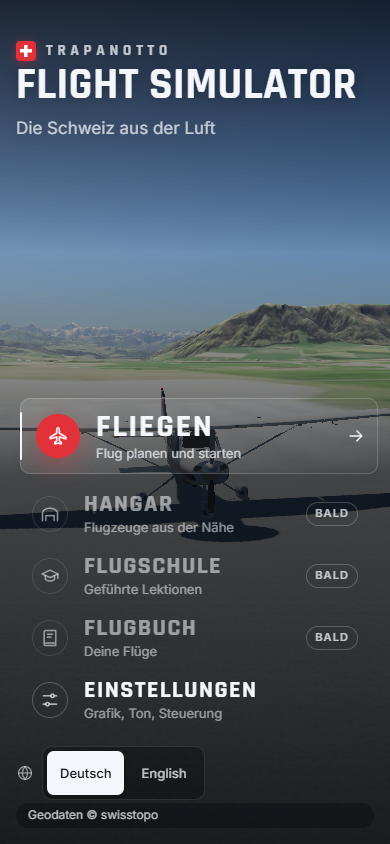 TRAPANOTTO
FLIGHT SIMULATOR
Die Schweiz aus der Luft
FLIEGEN
Flug planen und starten
HANGAR
Flugzeuge aus der Nähe
BALD
FLUGSCHULE
Geführte Lektionen
BALD
FLUGBUCH
Deine Flüge
BALD
EINSTELLUNGEN
Grafik, Ton, Steuerung
Deutsch English
Geodaten © swisstopo